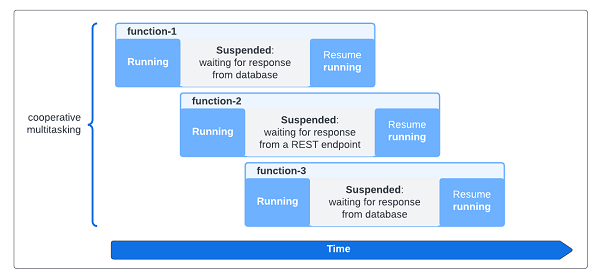 function-1
Running
Suspended:
waiting for response
from database
Resume
running
cooperative
multitasking
function-2
Running
Suspended:
waiting for response
from a REST endpoint
Resume
running
function-3
Running
Suspended:
waiting for response
from database
Resume
running
Time